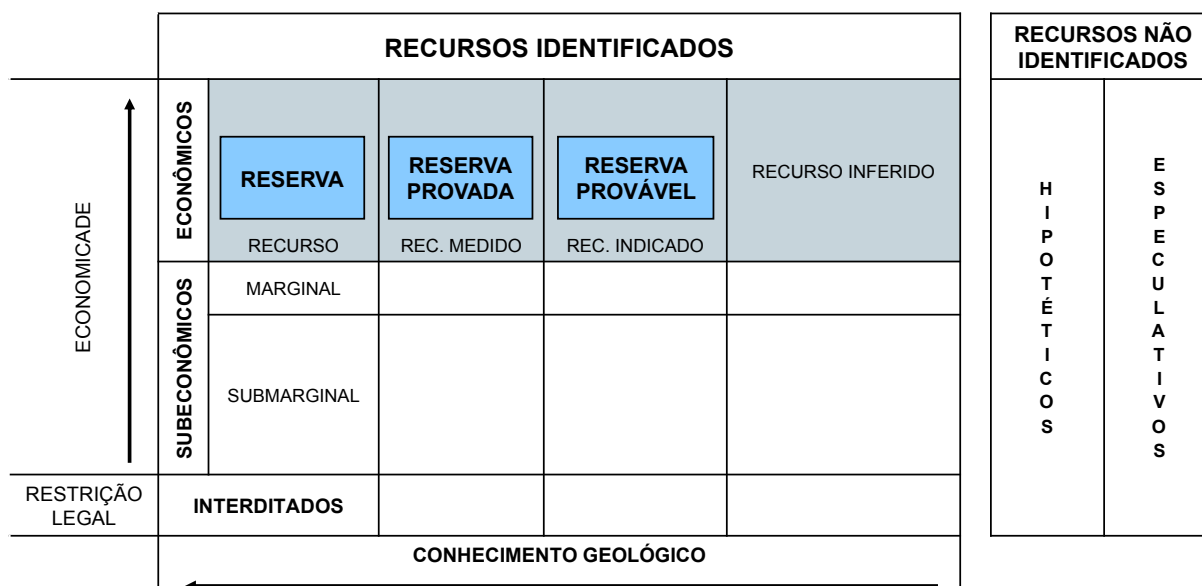 RECURSOS IDENTIFICADOS
RECURSOS NÃO
IDENTIFICADOS
ECONOMICADE
ECONÔMICOS
RESERVA
RECURSO
RESERVA
PROVADA
REC. MEDIDO
RESERVA
PROVÁVEL
REC. INDICADO
RECURSO INFERIDO
SUBECONÔMICOS
MARGINAL
SUBMARGINAL
RESTRIÇÃO
LEGAL
INTERDITADOS
CONHECIMENTO GEOLÓGICO
HIPOTÉTICOS
ESPECULATIVOS